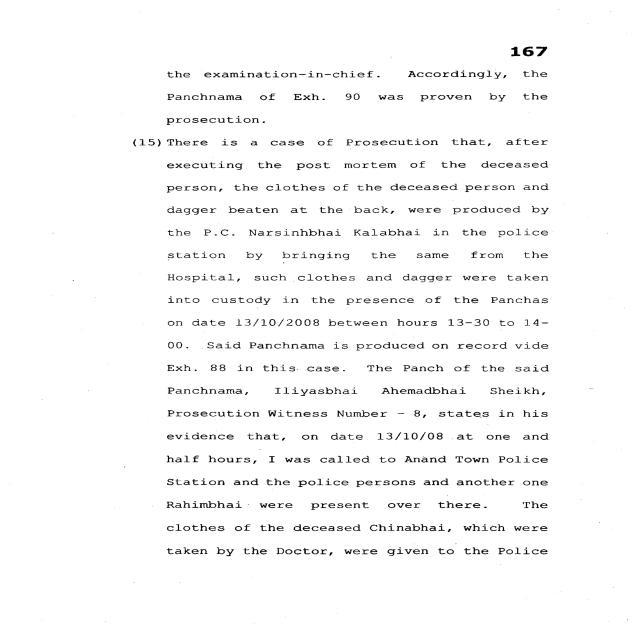 167
the examination-in-chief. Accordingly, the
Panchnama of Exh. 90 was proven by the
prosecution.
(15) There is a case of Prosecution that, after
executing the post mortem of the deceased
person, the clothes of the deceased person and
dagger beaten at the back, were produced by
the P.C. Narsinhbhai Kalabhai in the police
station by bringing the same from the
Hospital, such clothes and dagger were taken
into custody in the presence of the Panchas
on date 13/10/2008 between hours 13-30 to 14-
00. Said Panchnama is produced on record vide
Exh. 88 in this case. The Panch of the said
Panchnama, Iliyasbhai Ahemadbhai Sheikh,
Prosecution Witness Number - 8, states in his
evidence that, on date 13/10/08 at one and
half hours, I was called to Anand Town Police
Station and the police persons and another one
Rahimbhai were present over there. The
clothes of the deceased Chinabhai, which were
taken by the Doctor, were given to the Police